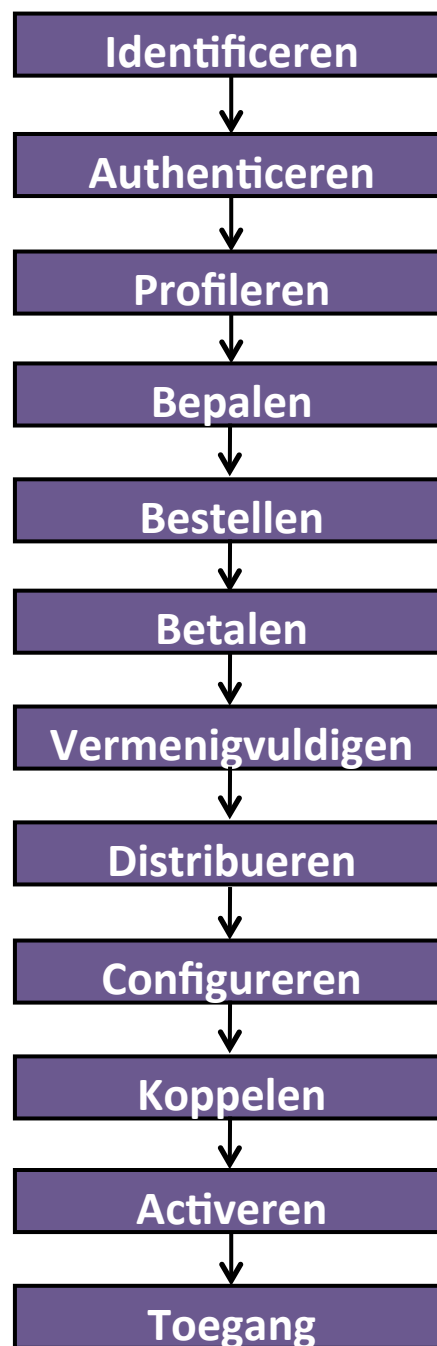 Identificeren
Authenticeren
Profileren
Bepalen
Bestellen
Betalen
Vermenigvuldigen
Distribueren
Configureren
Koppelen
Activeren
Toegang